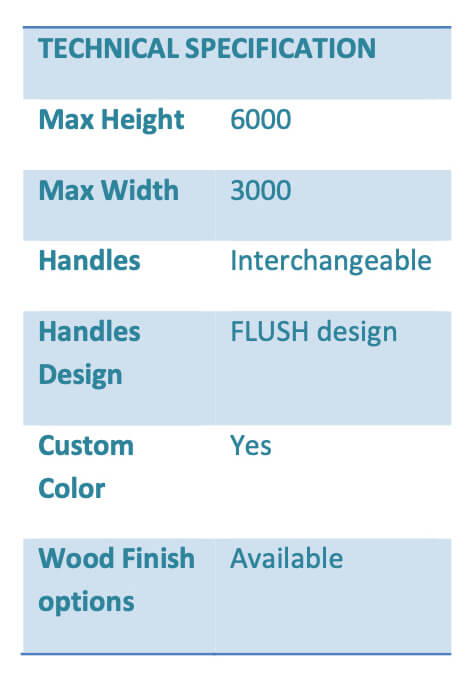 TECHNICAL SPECIFICATION
Max Height 6000
Max Width 3000
Handles Interchangeable
Handles FLUSH design
Design
Custom Yes
Color
Wood Finish Available
options